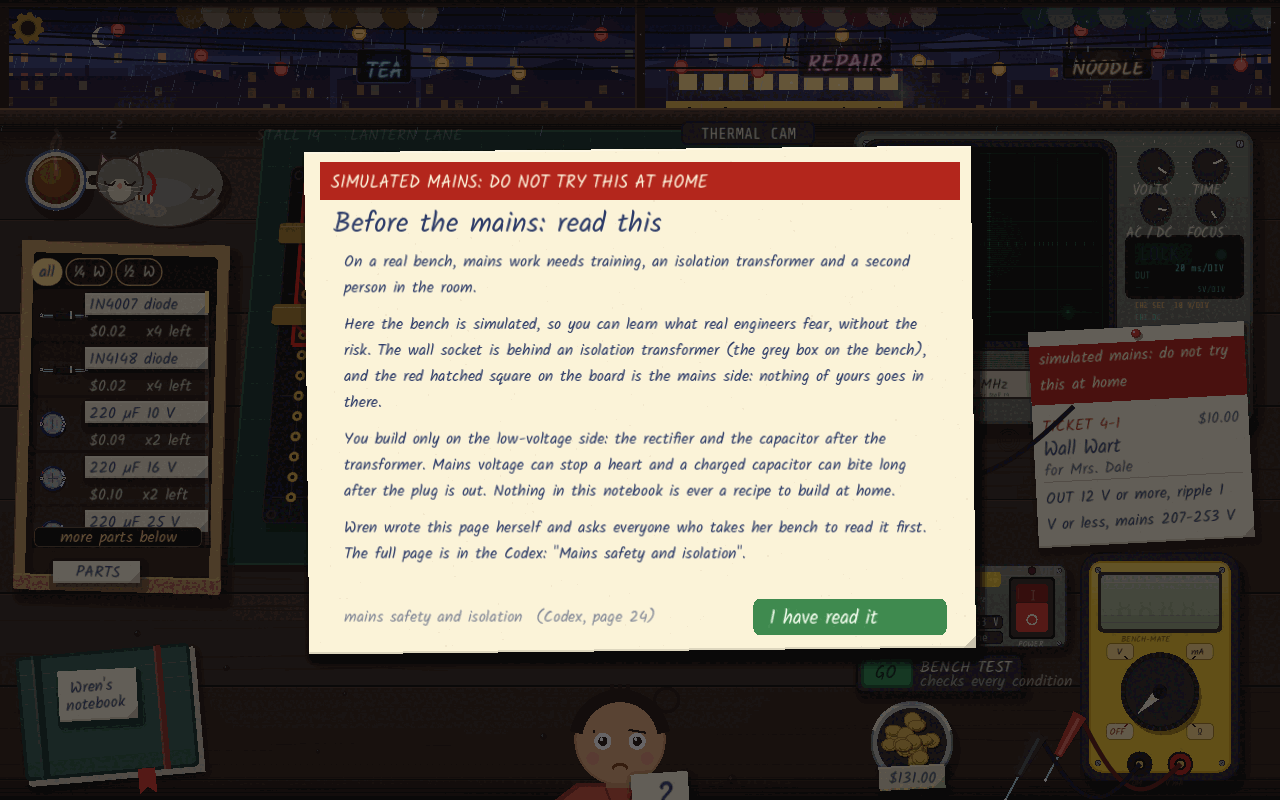 TEA
REPAIR
NOODLE
STALL 14 · LANTERN LANE
THERMAL CAM
z
z
SIMULATED MAINS: DO NOT TRY THIS AT HOME
Before the mains: read this
On a real bench, mains work needs training, an isolation transformer and a second
person in the room.
Here the bench is simulated, so you can learn what real engineers fear, without the
risk. The wall socket is behind an isolation transformer (the grey box on the bench),
and the red hatched square on the board is the mains side: nothing of yours goes in
there.
You build only on the low-voltage side: the rectifier and the capacitor after the
transformer. Mains voltage can stop a heart and a charged capacitor can bite long
after the plug is out. Nothing in this notebook is ever a recipe to build at home.
Wren wrote this page herself and asks everyone who takes her bench to read it first.
The full page is in the Codex: "Mains safety and isolation".
mains safety and isolation (Codex, page 24)
I have read it
all
¼ W
½ W
1N4007 diode
$0.02 x4 left
1N4148 diode
$0.02 x4 left
220 µF 10 V
$0.09 x2 left
220 µF 16 V
$0.10 x2 left
220 µF 25 V
more parts below
PARTS
Wren's
notebook
VOLTS
TIME
AC / DC
FOCUS
OUT
20 ms/DIV
5V/DIV
MHz
simulated mains: do not try
this at home
TICKET 4-1
$10.00
Wall Wart
for Mrs. Dale
OUT 12 V or more, ripple 1
V or less, mains 207-253 V
POWER
GO
BENCH TEST
checks every condition
BENCH-MATE
V
mA
OFF
Ω
$131.00
?